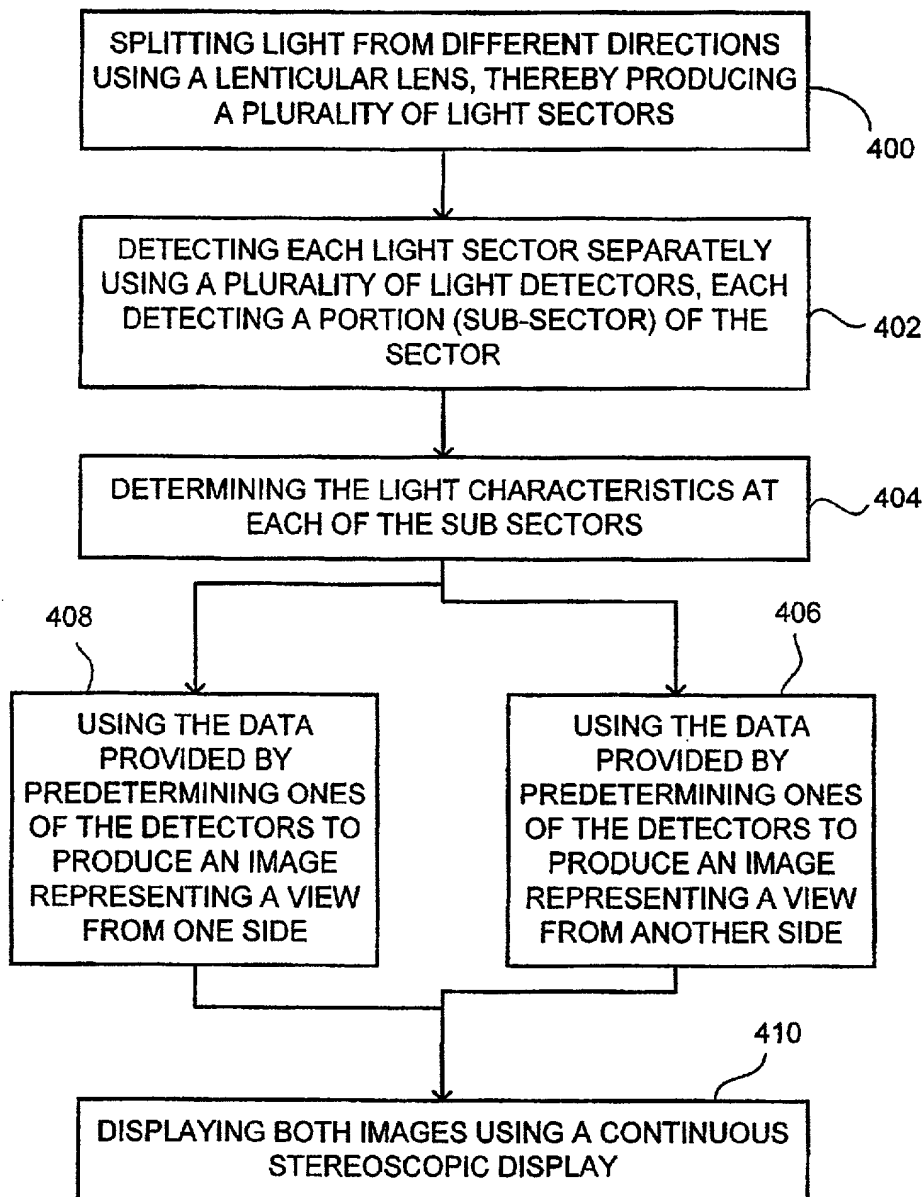 SPLITTING LIGHT FROM DIFFERENT DIRECTIONS
USING A LENTICULAR LENS, THEREBY PRODUCING
A PLURALITY OF LIGHT SECTORS
400
DETECTING EACH LIGHT SECTOR SEPARATELY
USING A PLURALITY OF LIGHT DETECTORS, EACH
DETECTING A PORTION (SUB-SECTOR) OF THE
SECTOR
402
DETERMINING THE LIGHT CHARACTERISTICS AT
EACH OF THE SUB SECTORS
404
408
USING THE DATA
PROVIDED BY
PREDETERMINING ONES
OF THE DETECTORS TO
PRODUCE AN IMAGE
REPRESENTING A VIEW
FROM ONE SIDE
406
USING THE DATA
PROVIDED BY
PREDETERMINING ONES
OF THE DETECTORS TO
PRODUCE AN IMAGE
REPRESENTING A VIEW
FROM ANOTHER SIDE
410
DISPLAYING BOTH IMAGES USING A CONTINUOUS
STEREOSCOPIC DISPLAY